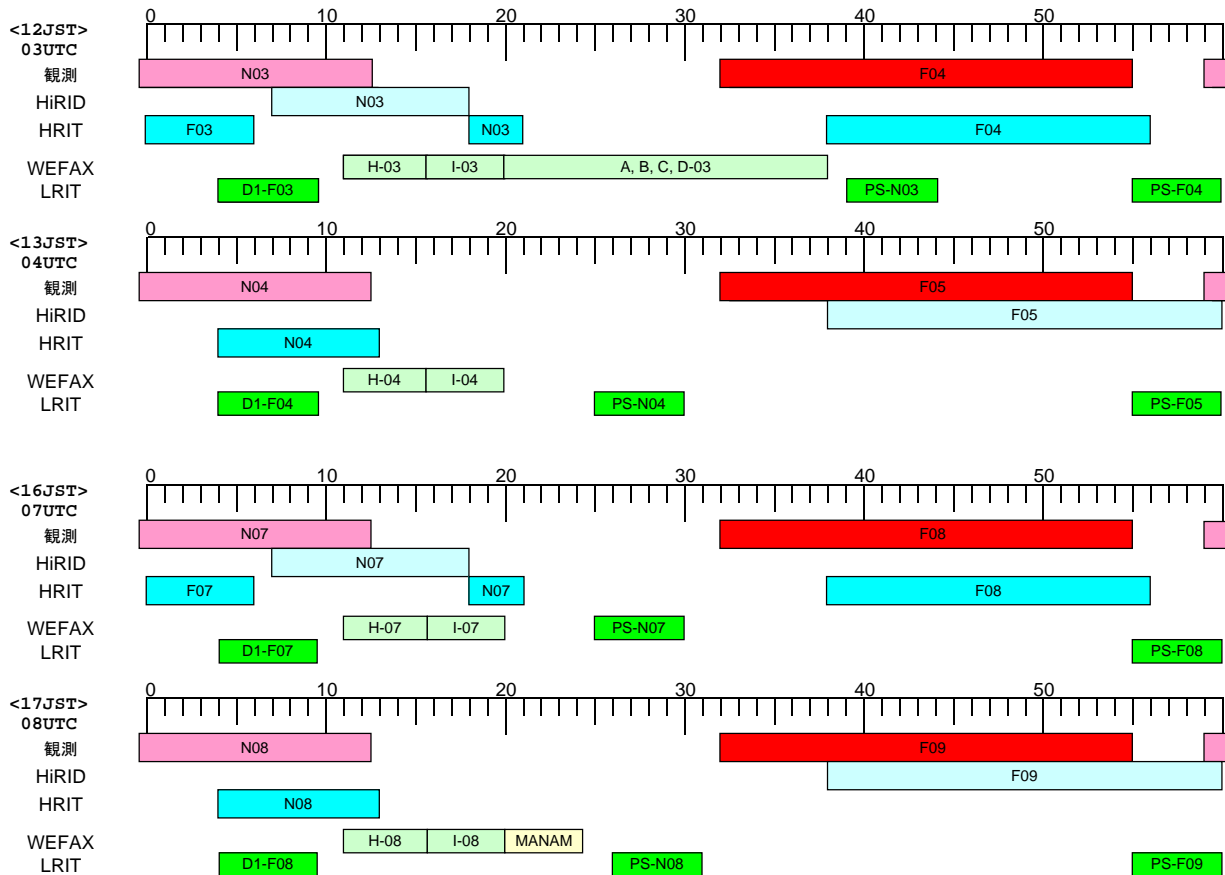 0 10 20 30 40 50
<12JST>
03UTC
観測 N03 F04
HiRID N03
HRIT F03 N03 F04
WEFAX H-03 I-03 A, B, C, D-03
LRIT D1-F03 PS-N03 PS-F04
0 10 20 30 40 50
<13JST>
04UTC
観測 N04 F05
HiRID F05
HRIT N04
WEFAX H-04 I-04
LRIT D1-F04 PS-N04 PS-F05
0 10 20 30 40 50
<16JST>
07UTC
観測 N07 F08
HiRID N07
HRIT F07 N07 F08
WEFAX H-07 I-07 PS-N07
LRIT D1-F07 PS-F08
0 10 20 30 40 50
<17JST>
08UTC
観測 N08 F09
HiRID F09
HRIT N08
WEFAX H-08 I-08 MANAM
LRIT D1-F08 PS-N08 PS-F09